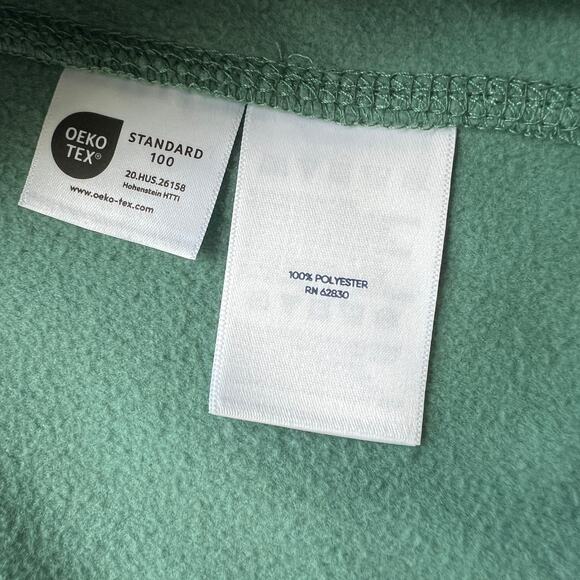 OEKO
TEX®
STANDARD
100
20.HUS.26158
Hohenstein HTTI
www.oeko-tex.com
100% POLYESTER
RN 62830